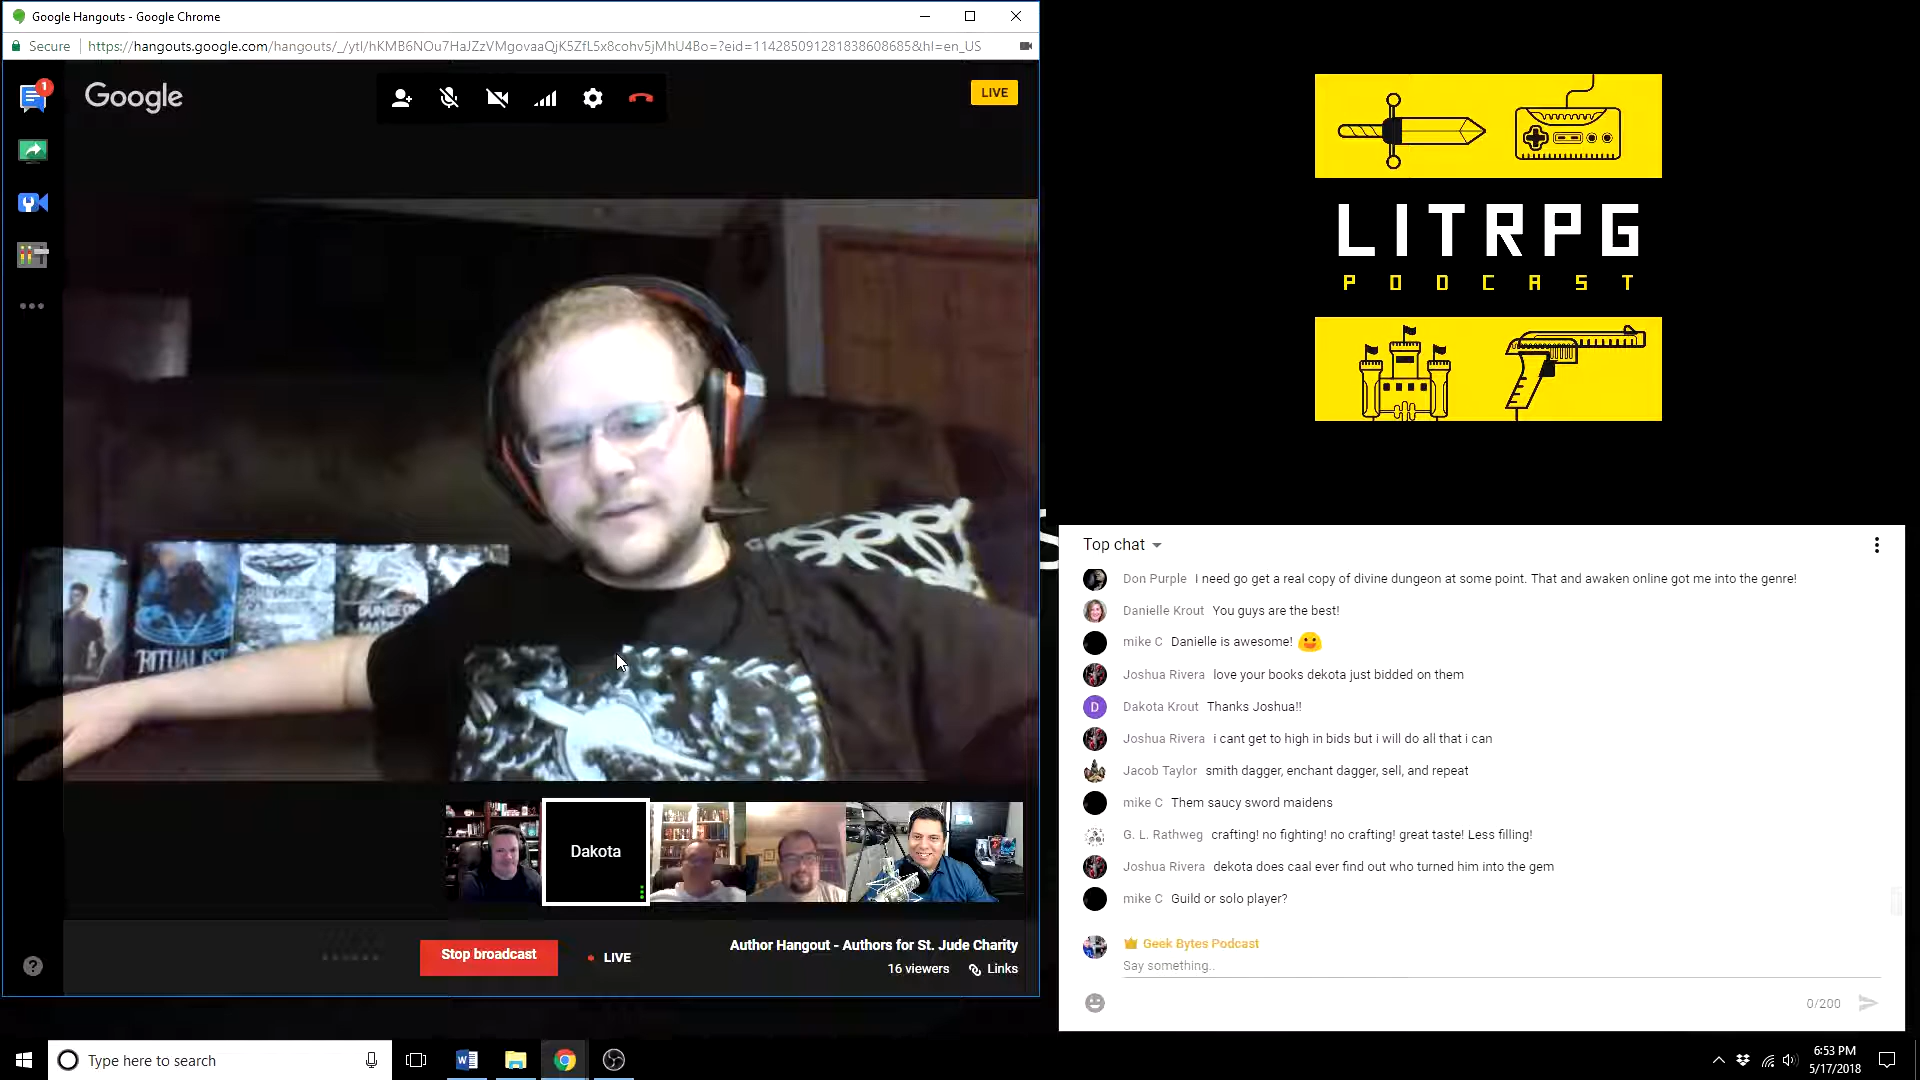 Google Hangouts - Google Chrome
Secure
https://hangouts.google.com/hangouts/_/ytl/hKMB6NOu7HaJZzVMgovaaQjK5ZfL5x8cohv5jMhU4Bo=?eid=114285091281838608685&hl=en_US
1
Google
LIVE
RITUALIST
DUNGEON
Dakota
Stop broadcast
LIVE
Author Hangout - Authors for St. Jude Charity
16 viewers
Links
?
LITRPG
PODCAST
S
Top chat
Don Purple I need go get a real copy of divine dungeon at some point. That and awaken online got me into the genre!
Danielle Krout You guys are the best!
mike C Danielle is awesome!
Joshua Rivera love your books dekota just bidded on them
D
Dakota Krout Thanks Joshua!!
Joshua Rivera i cant get to high in bids but i will do all that i can
Jacob Taylor smith dagger, enchant dagger, sell, and repeat
mike C Them saucy sword maidens
G. L. Rathweg crafting! no fighting! no crafting! great taste! Less filling!
Joshua Rivera dekota does caal ever find out who turned him into the gem
mike C Guild or solo player?
Geek Bytes Podcast
Say something..
0/200
Type here to search
6:53 PM
5/17/2018